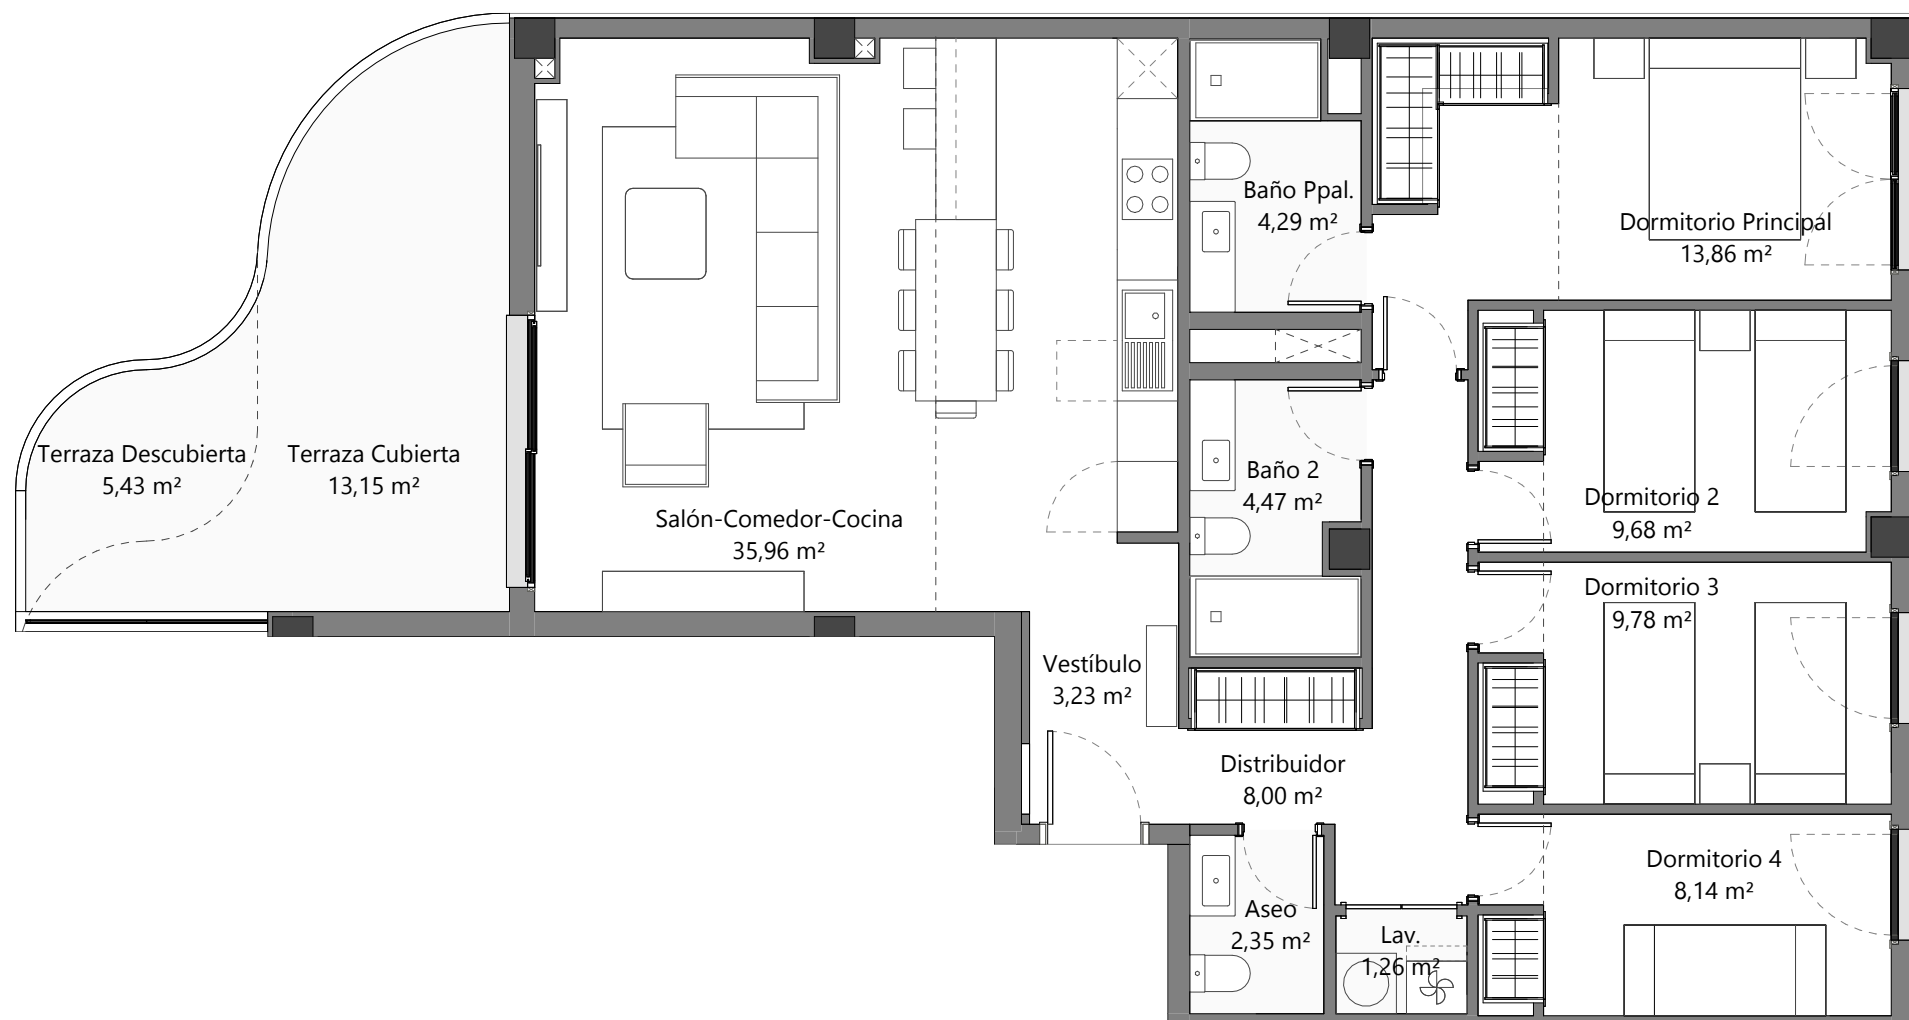 Baño Ppal.
4,29 m²
Dormitorio Principal
13,86 m²
Terraza Descubierta
5,43 m²
Terraza Cubierta
13,15 m²
Salón-Comedor-Cocina
35,96 m²
Baño 2
4,47 m²
Dormitorio 2
9,68 m²
Dormitorio 3
9,78 m²
Vestíbulo
3,23 m²
Distribuidor
8,00 m²
Dormitorio 4
8,14 m²
Aseo
2,35 m²
Lav.
1,26 m²